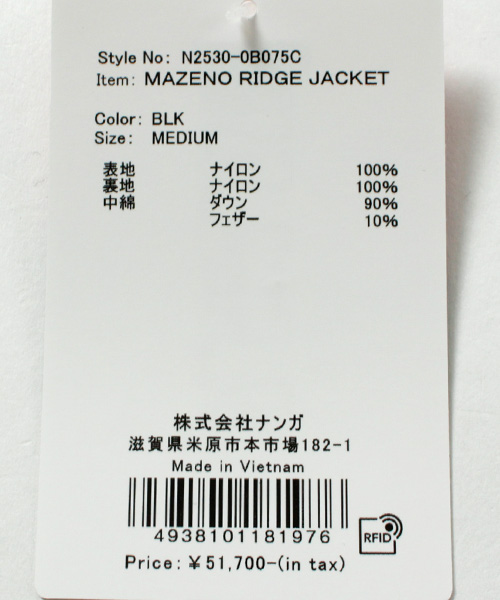 Style No: N2530-0B075C
Item: MAZENO RIDGE JACKET
Color: BLK
Size: MEDIUM
表地 ナイロン 100%
裏地 ナイロン 100%
中綿 ダウン 90%
フェザー 10%
株式会社ナンガ
滋賀県米原市本市場182-1
Made in Vietnam
4938101181976
RFID
Price: ¥51,700-(in tax)